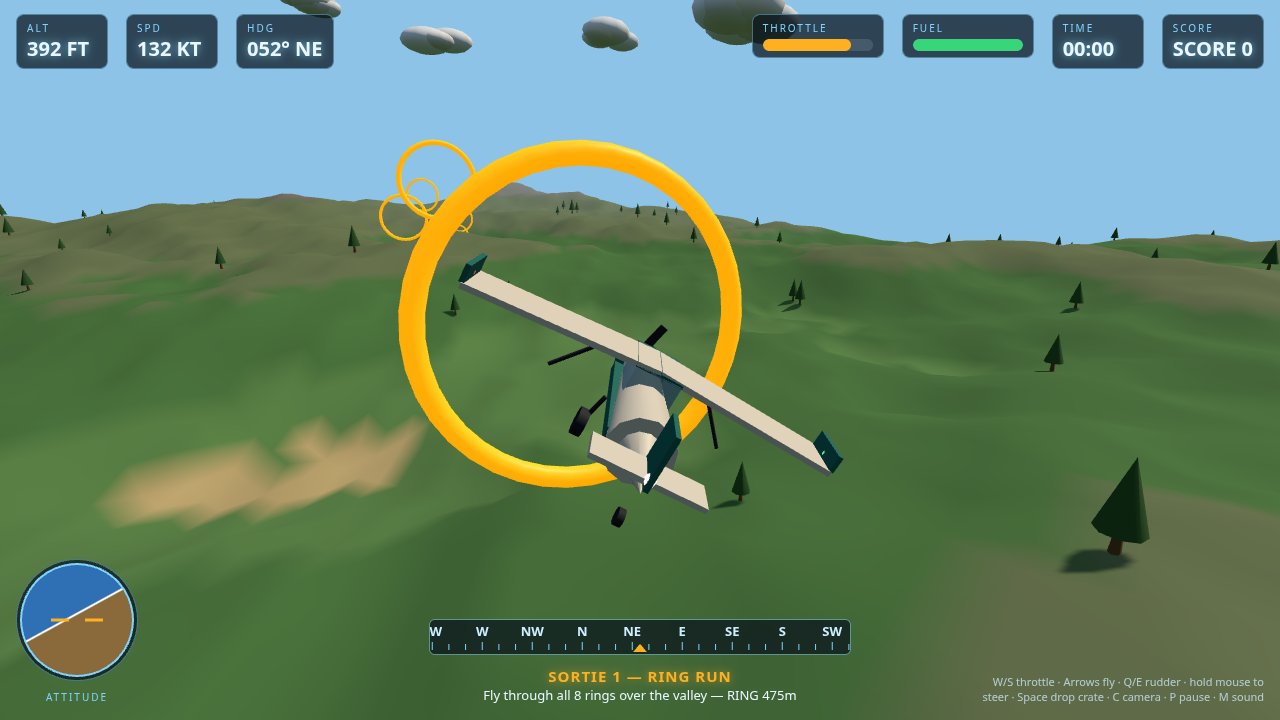 ALT
392 FT
SPD
132 KT
HDG
052° NE
THROTTLE
FUEL
TIME
00:00
SCORE
SCORE 0
W W NW N NE E SE S SW
ATTITUDE
SORTIE 1 — RING RUN
Fly through all 8 rings over the valley — RING 475m
W/S throttle · Arrows fly · Q/E rudder · hold mouse to
steer · Space drop crate · C camera · P pause · M sound